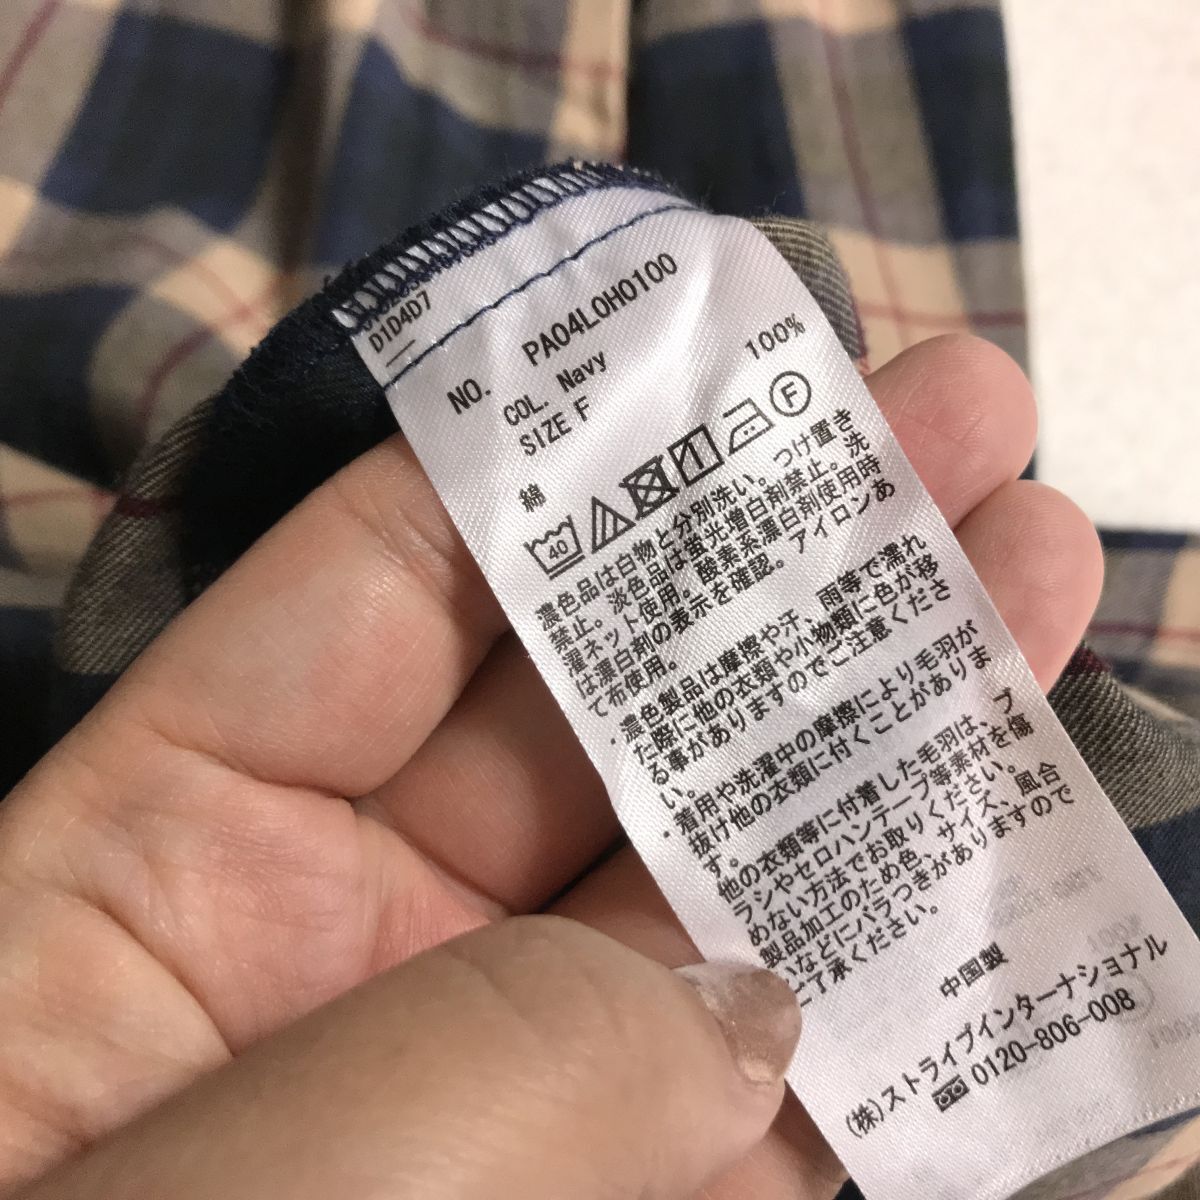 D1D4D7
NO. PA04L0H0100
COL. Navy
SIZE F
綿 100%
40
F
濃色品は白物と分別洗い。つけ置き
禁止。淡色品は蛍光増白剤禁止。洗
濯ネット使用。酸素系漂白剤使用時
は漂白剤の表示を確認。アイロンあ
て布使用。
・濃色製品は摩擦や汗、雨等で濡れ
た際に他の衣類や小物類に色が移
る事がありますのでご注意くださ
い。
・着用や洗濯中の摩擦により毛羽が
抜け他の衣類に付くことがありま
す。
他の衣類等に付着した毛羽は、ブ
ラシやセロハンテープ等素材を傷
めない方法でお取りください。
製品加工のため色、サイズ、風合
いなどにバラつきがありますので
ご了承ください。
中国製
(株)ストライプインターナショナル
0120-806-008